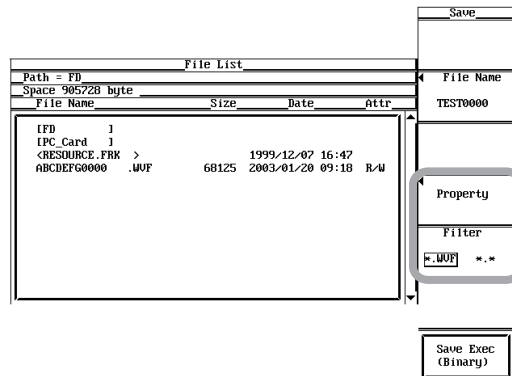 Save
File List
Path = FD
Space 905728 byte
File Name Size Date Attr
[FD ]
[PC_Card ]
<RESOURCE.FRK > 1999/12/07 16:47
ABCDEFG0000 .WVF 68125 2003/01/20 09:18 R/W
File Name
TEST0000
Property
Filter
*.WVF *.*
Save Exec
(Binary)